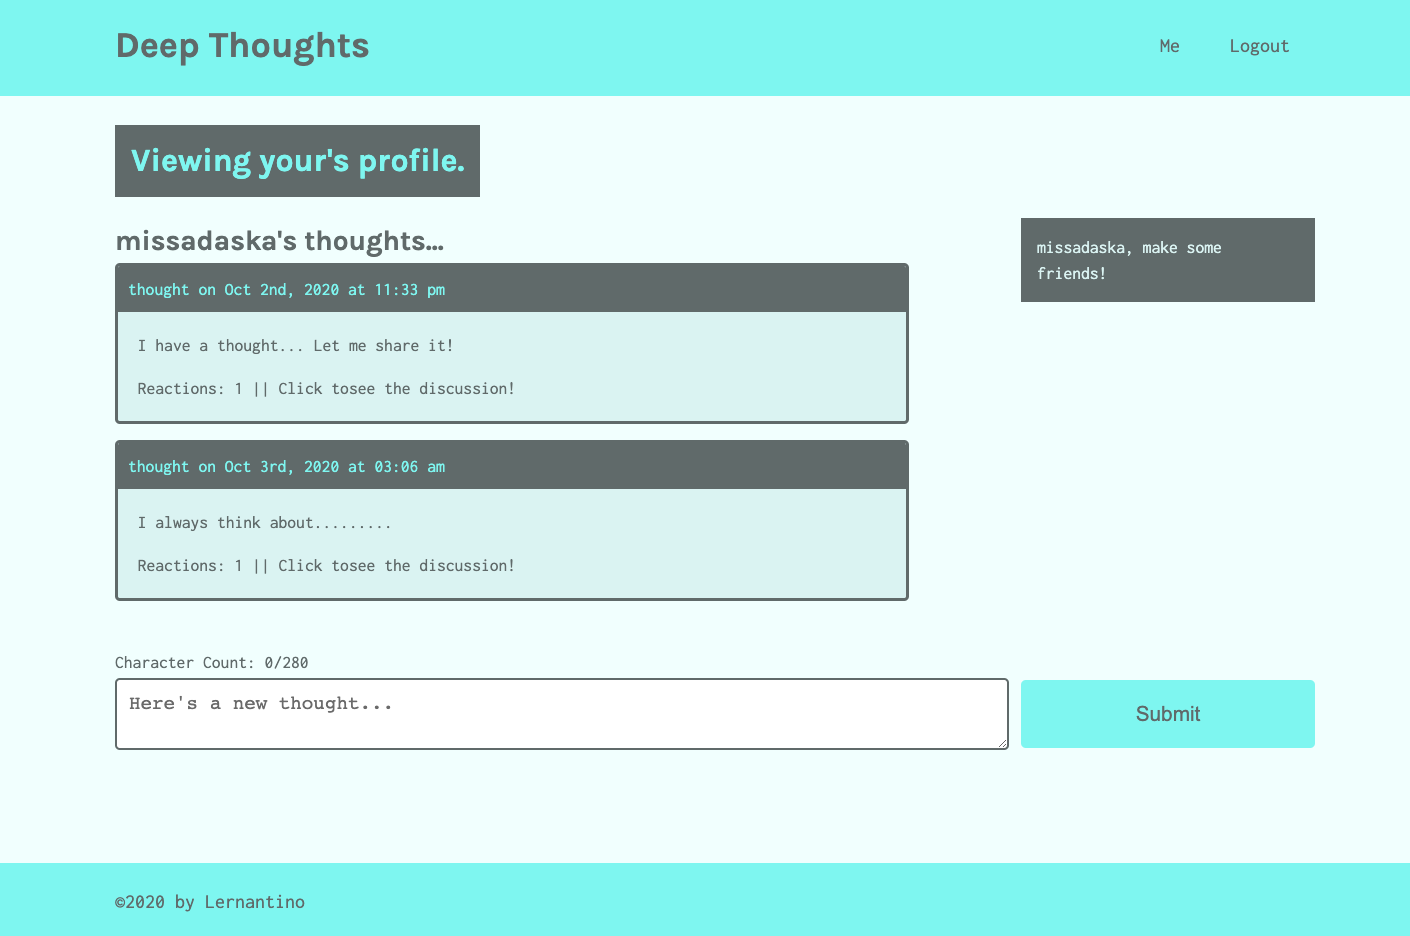 Deep Thoughts
Me
Logout
Viewing your's profile.
missadaska's thoughts...
thought on Oct 2nd, 2020 at 11:33 pm
I have a thought... Let me share it!
Reactions: 1 || Click tosee the discussion!
thought on Oct 3rd, 2020 at 03:06 am
I always think about.........
Reactions: 1 || Click tosee the discussion!
missadaska, make some
friends!
Character Count: 0/280
Here's a new thought...
Submit
©2020 by Lernantino